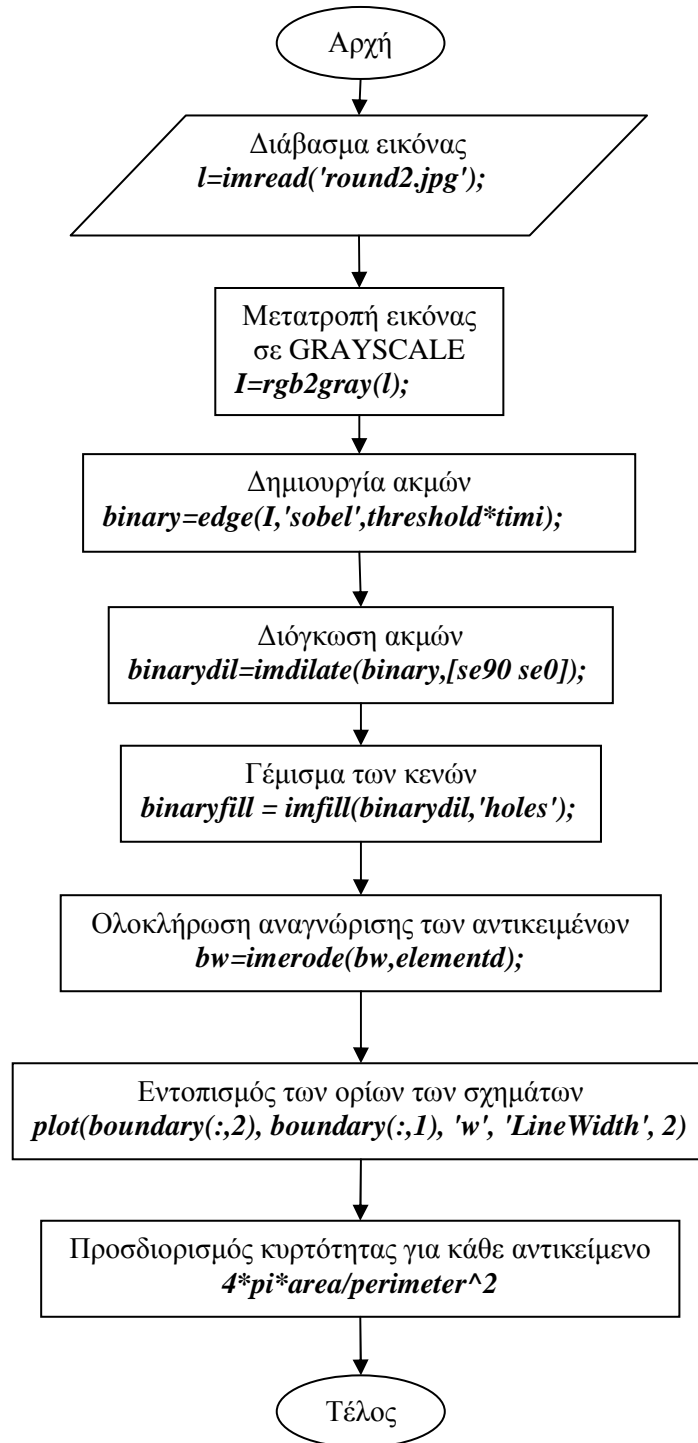 Αρχή
Διάβασμα εικόνας
l=imread('round2.jpg');
Μετατροπή εικόνας
σε GRAYSCALE
I=rgb2gray(l);
Δημιουργία ακμών
binary=edge(I,'sobel',threshold*timi);
Διόγκωση ακμών
binarydil=imdilate(binary,[se90 se0]);
Γέμισμα των κενών
binaryfill = imfill(binarydil,'holes');
Ολοκλήρωση αναγνώρισης των αντικειμένων
bw=imerode(bw,elementd);
Εντοπισμός των ορίων των σχημάτων
plot(boundary(:,2), boundary(:,1), 'w', 'LineWidth', 2)
Προσδιορισμός κυρτότητας για κάθε αντικείμενο
4*pi*area/perimeter^2
Τέλος